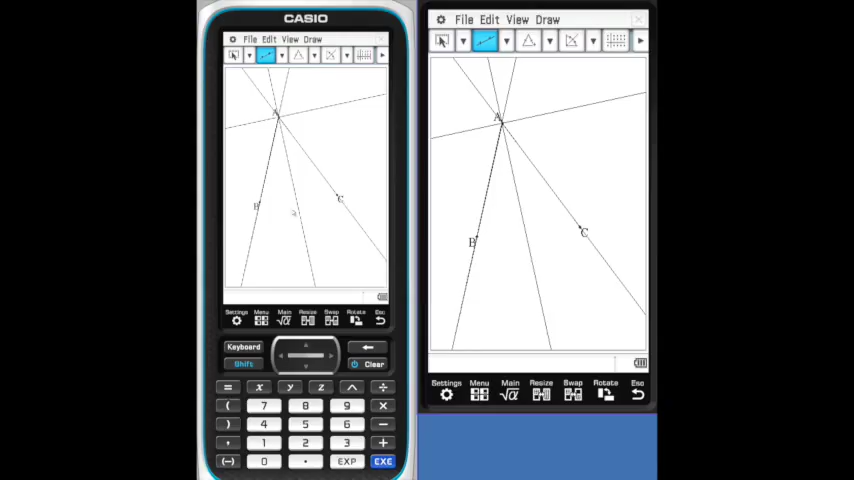 CASIO
File Edit View Draw
A
B
C
Settings Menu Main Resize Swap Rotate Esc
Keyboard
Shift
Clear
= x y z ^ ÷
( 7 8 9 ×
) 4 5 6 −
, 1 2 3 +
(−) 0 · EXP EXE
File Edit View Draw
A
B
C
Settings Menu Main Resize Swap Rotate Esc